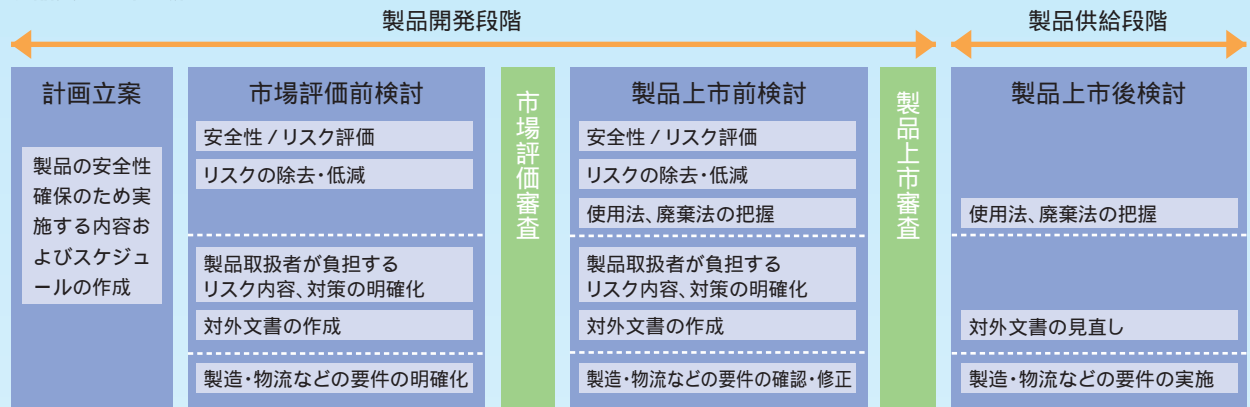 製品開発段階
製品供給段階
計画立案
製品の安全性
確保のため実
施する内容お
よびスケジュ
ールの作成
市場評価前検討
安全性/リスク評価
リスクの除去・低減
製品取扱者が負担する
リスク内容、対策の明確化
対外文書の作成
製造・物流などの要件の明確化
市場評価審査
製品上市前検討
安全性/リスク評価
リスクの除去・低減
使用法、廃棄法の把握
製品取扱者が負担する
リスク内容、対策の明確化
対外文書の作成
製造・物流などの要件の確認・修正
製品上市審査
製品上市後検討
使用法、廃棄法の把握
対外文書の見直し
製造・物流などの要件の実施